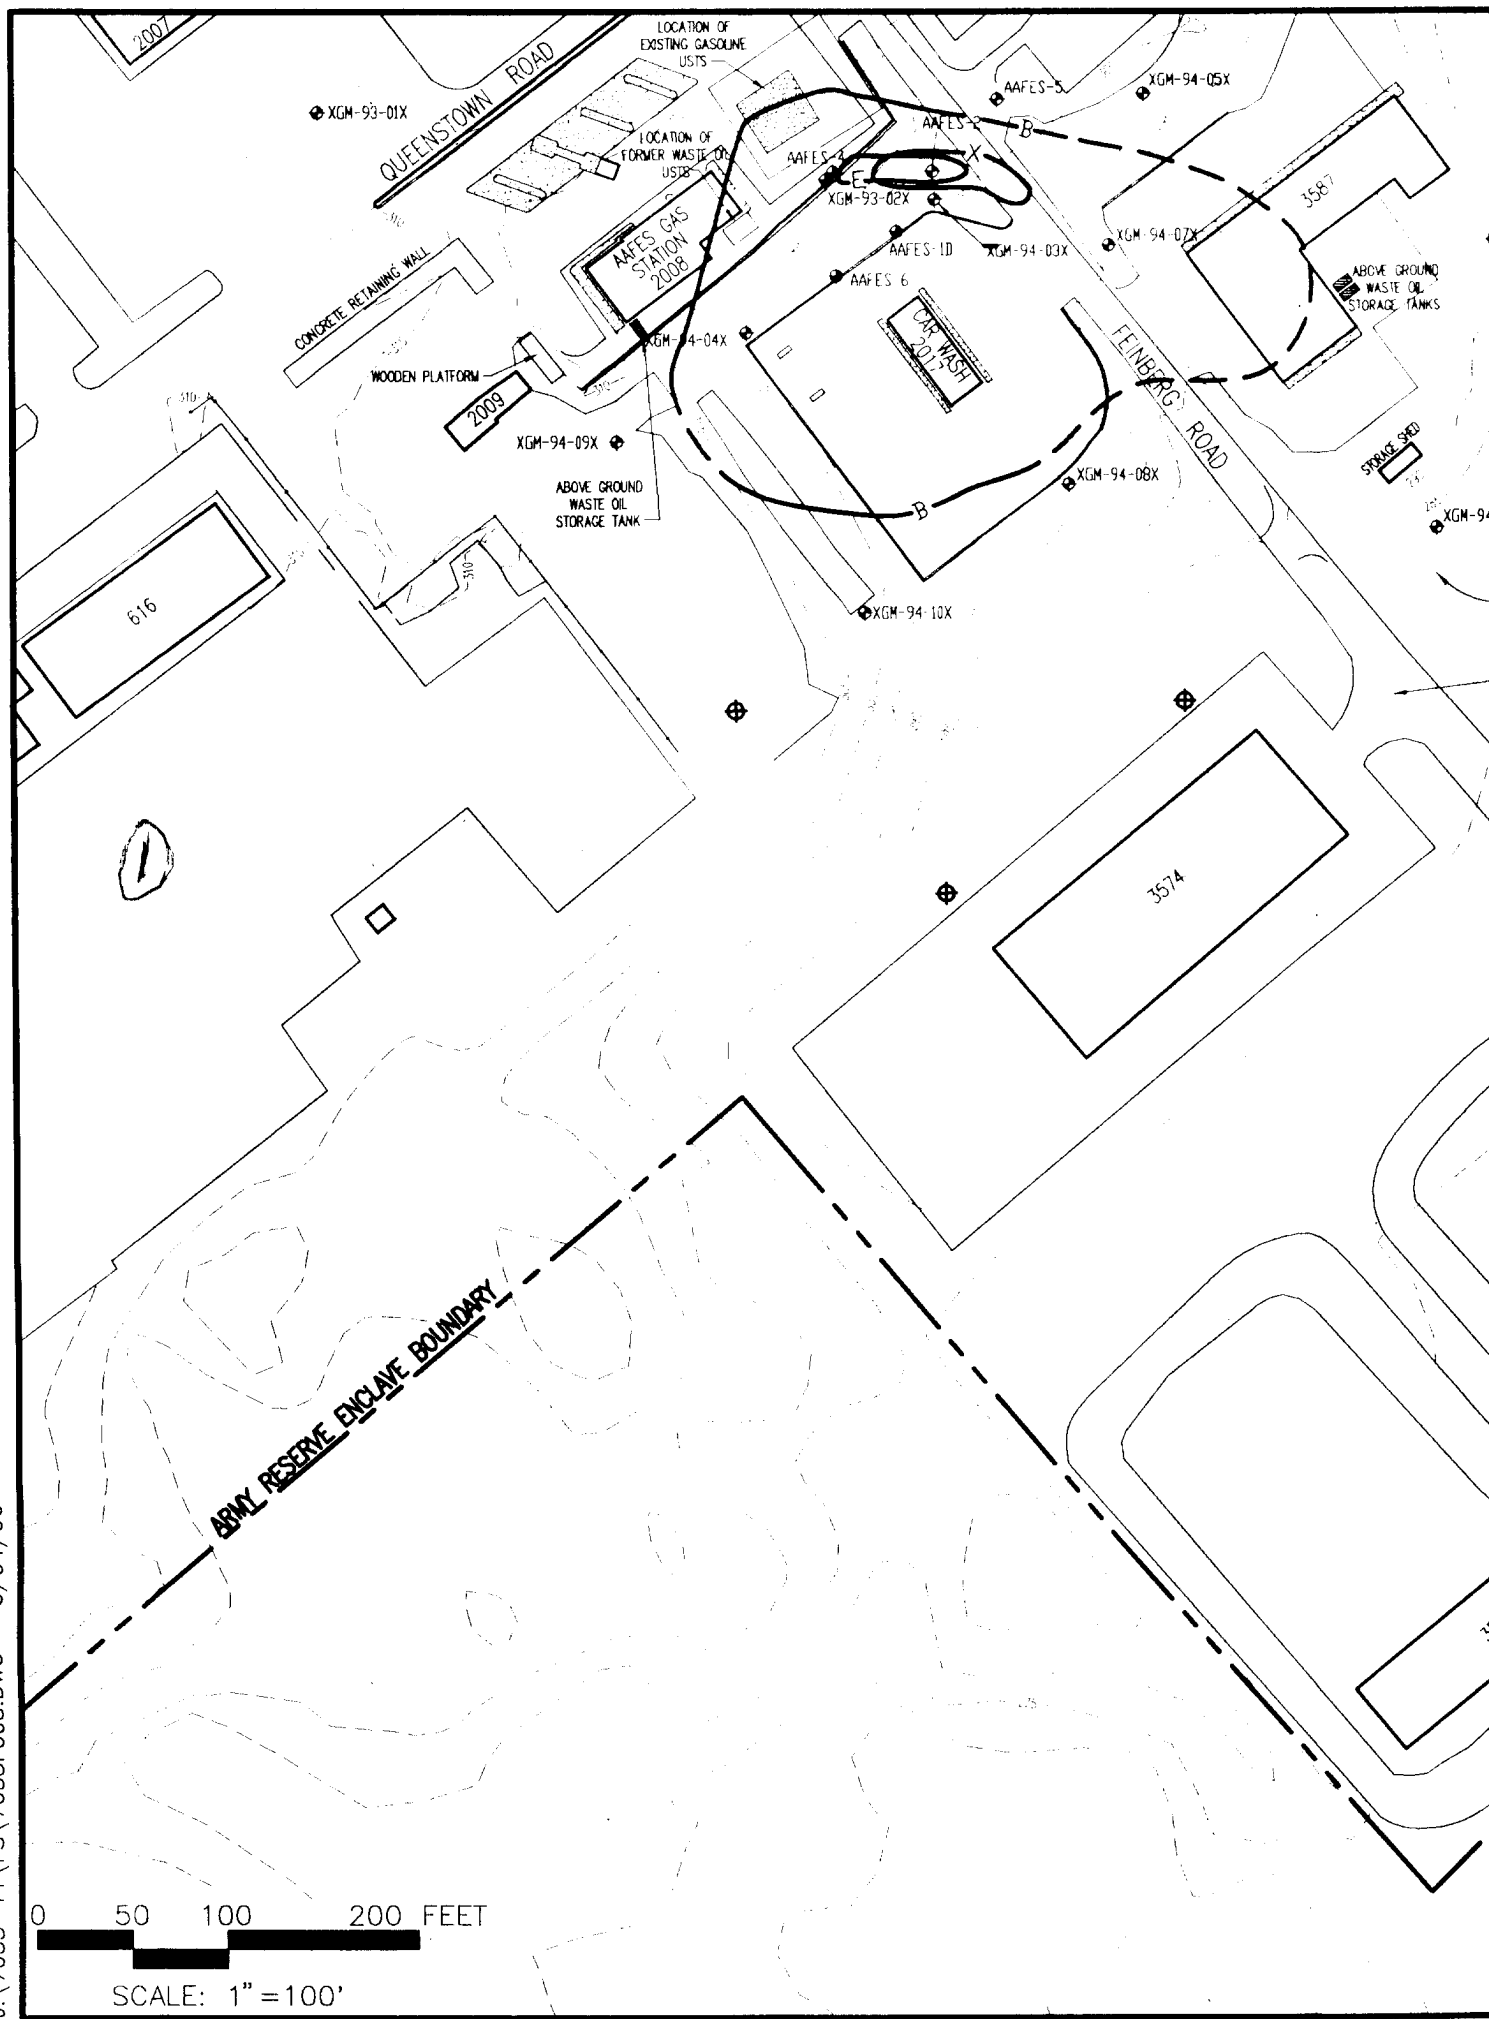 2007
QUEENSTOWN ROAD
LOCATION OF
EXISTING GASOLINE
USTS
XGM-93-01X
AAFES-5
XGM-94-05X
AAFES-2
B
LOCATION OF
FORMER WASTE OIL
USTS
AAFES-4
X
E
XGM-93-02X
3587
AAFES GAS
STATION
2008
AAFES-1D
XGM-94-03X
XGM-94-07X
CONCRETE RETAINING WALL
AAFES 6
ABOVE GROUND
WASTE OIL
STORAGE TANKS
XGM-94-04X
CAR WASH
2017
FEINBERG ROAD
WOODEN PLATFORM
310
2009
XGM-94-09X
STORAGE SHED
XGM-94-08X
ABOVE GROUND
WASTE OIL
STORAGE TANK
B
XGM-94
310
616
XGM-94-10X
1
3574
ARMY RESERVE ENCLAVE BOUNDARY
0 50 100 200 FEET
SCALE: 1"=100'